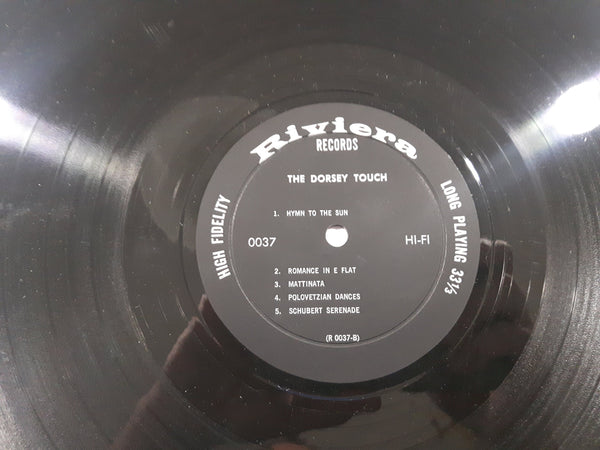 Riviera
RECORDS
THE DORSEY TOUCH
HIGH FIDELITY
LONG PLAYING 33⅓
1. HYMN TO THE SUN
0037 HI-FI
2. ROMANCE IN E FLAT
3. MATTINATA
4. POLOVETZIAN DANCES
5. SCHUBERT SERENADE
(R 0037-B)